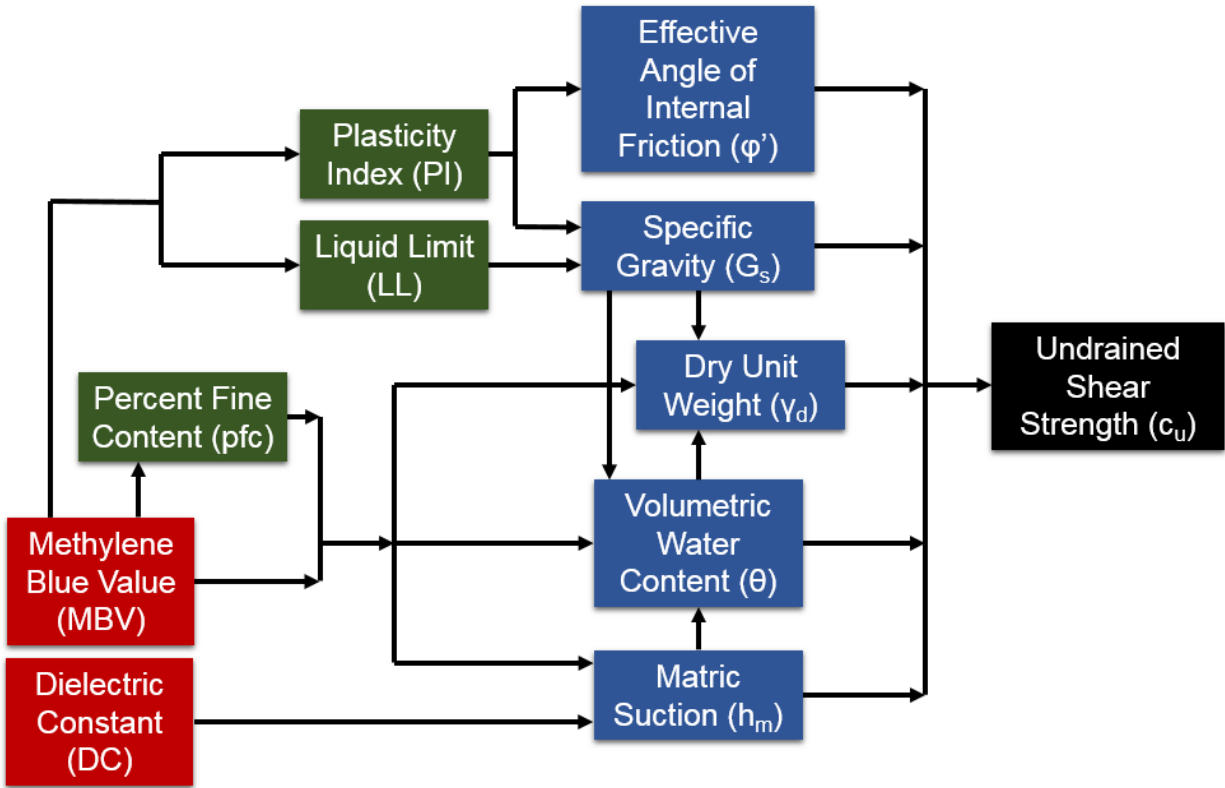 Effective
Angle of
Internal
Friction (φ’)
Plasticity
Index (PI)
Specific
Gravity (Gₛ)
Liquid Limit
(LL)
Dry Unit
Weight (γd)
Undrained
Shear
Strength (cᵤ)
Percent Fine
Content (pfc)
Volumetric
Water
Content (θ)
Methylene
Blue Value
(MBV)
Matric
Suction (hₘ)
Dielectric
Constant
(DC)